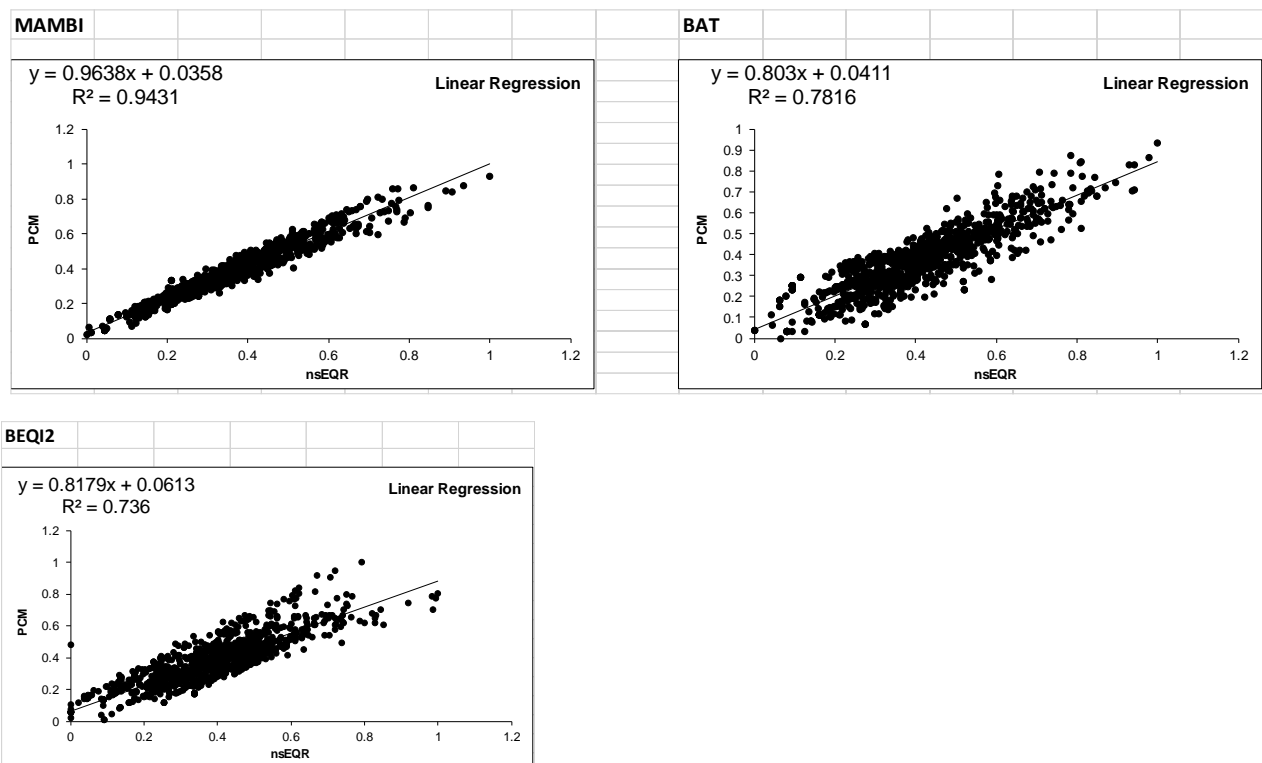 MAMBI
y = 0.9638x + 0.0358
R² = 0.9431
Linear Regression
1.2
1
0.8
0.6
0.4
0.2
0
PCM
0 0.2 0.4 0.6 0.8 1 1.2
nsEQR
BAT
y = 0.803x + 0.0411
R² = 0.7816
Linear Regression
1
0.9
0.8
0.7
0.6
0.5
0.4
0.3
0.2
0.1
0
PCM
0 0.2 0.4 0.6 0.8 1 1.2
nsEQR
BEQI2
y = 0.8179x + 0.0613
R² = 0.736
Linear Regression
1.2
1
0.8
0.6
0.4
0.2
0
PCM
0 0.2 0.4 0.6 0.8 1 1.2
nsEQR